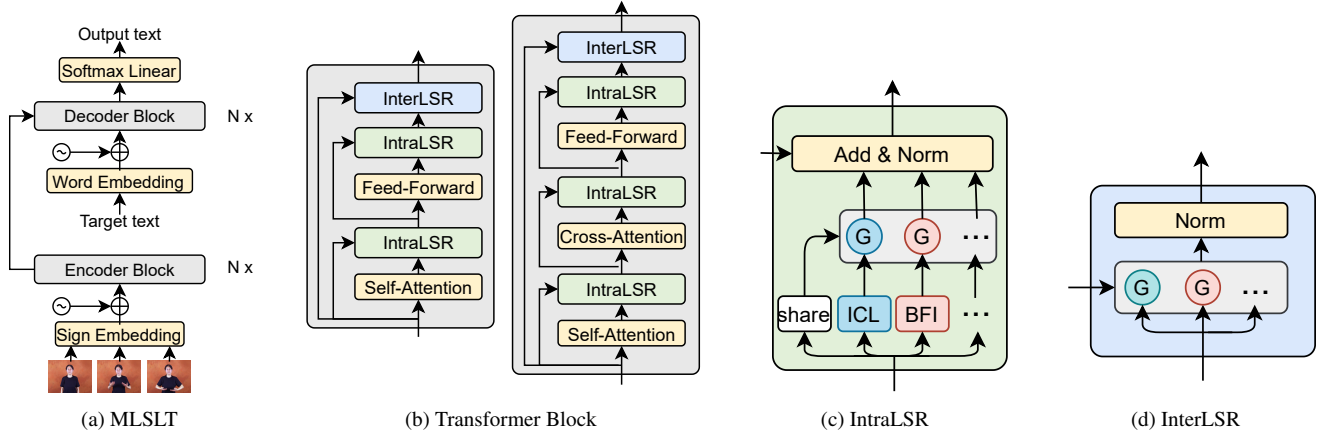 Output text
Softmax Linear
Decoder Block
N x
~
Word Embedding
Target text
Encoder Block
N x
~
Sign Embedding
(a) MLSLT
InterLSR
IntraLSR
Feed-Forward
IntraLSR
Self-Attention
InterLSR
IntraLSR
Feed-Forward
IntraLSR
Cross-Attention
IntraLSR
Self-Attention
(b) Transformer Block
Add & Norm
G G ...
share ICL BFI ...
(c) IntraLSR
Norm
G G ...
(d) InterLSR